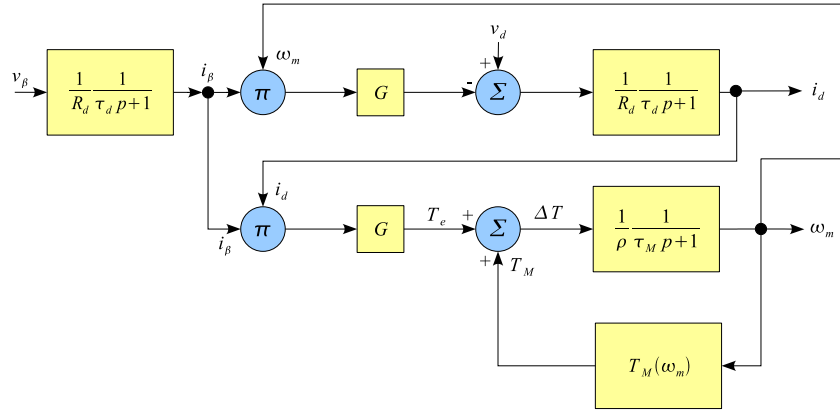 v_d
ω_m
+
v_β
1/R_d 1/(τ_d p+1)
i_β
π
G
-
Σ
1/R_d 1/(τ_d p+1)
i_d
i_d
i_β
π
G
T_e
+
Σ
ΔT
1/ρ 1/(τ_M p+1)
ω_m
+
T_M
T_M(ω_m)